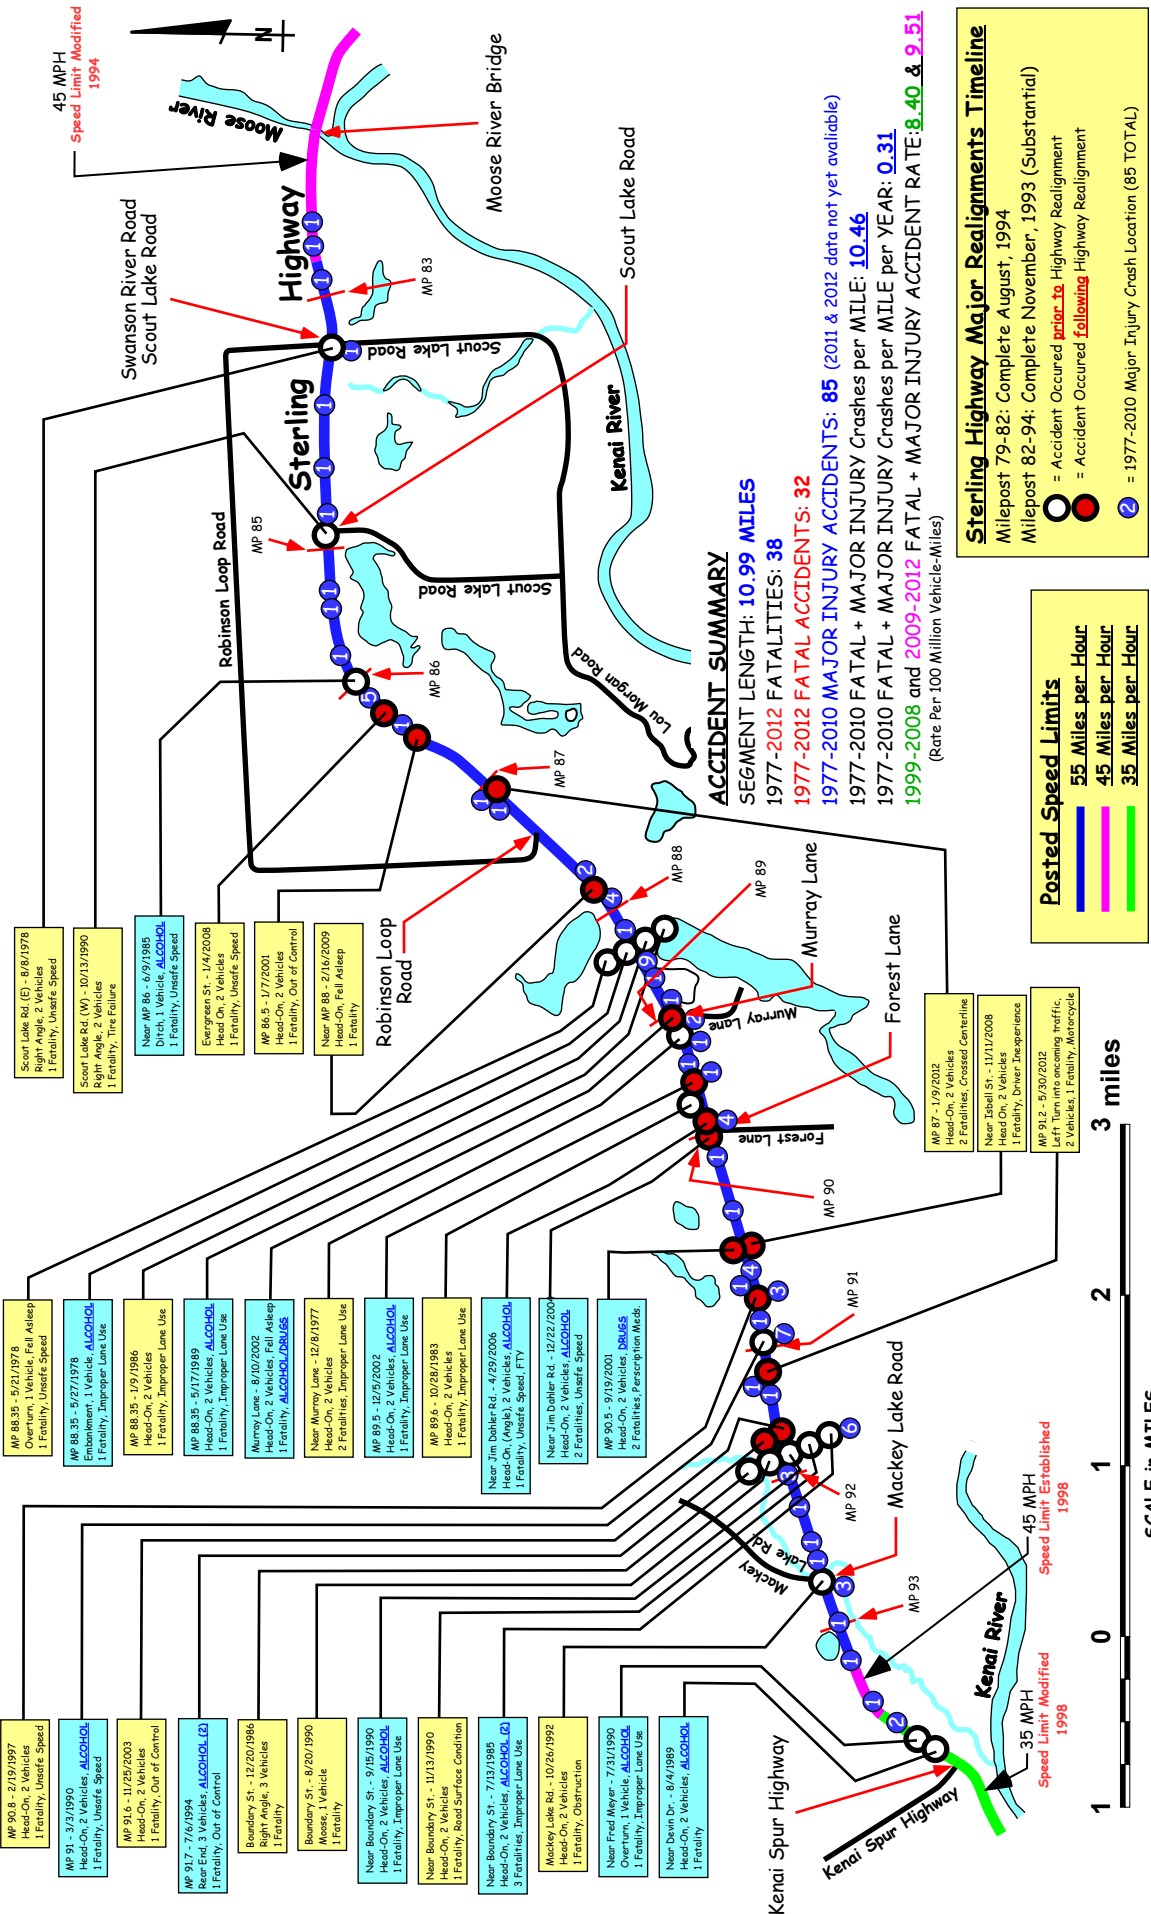 45 MPH
Speed Limit Modified
1994
N
Moose River
Moose River Bridge
Highway
Swanson River Road
Scout Lake Road
Scout Lake Road
MP 83
Scout Lake Road
Sterling
Kenai River
Robinson Loop Road
MP 85
Scout Lake Road
MP 86
Lou Morgan Road
MP 87
Robinson Loop
Road
MP 88
MP 89
Murray Lane
Murray Lane
Forest Lane
Forest Lane
MP 90
MP 91
Mackey Lake Road
MP 92
Mackey
Lake Rd.
MP 93
45 MPH
Speed Limit Established
1998
Kenai River
35 MPH
Speed Limit Modified
1998
Kenai Spur Highway
Kenai Spur Highway
Scout Lake Rd. (E) - 8/8/1978
Right Angle, 2 Vehicles
1 Fatality, Unsafe Speed
Scout Lake Rd. (W) - 10/13/1990
Right Angle, 2 Vehicles
1 Fatality, Tire Failure
Near MP 86 - 6/9/1985
Ditch, 1 Vehicle, ALCOHOL
1 Fatality, Unsafe Speed
Evergreen St. - 1/4/2008
Head On, 2 Vehicles
1 Fatality, Unsafe Speed
MP 86.5 - 1/7/2001
Head-On, 2 Vehicles
1 Fatality, Out of Control
Near MP 88 - 2/16/2009
Head-On, Fell Asleep
1 Fatality
MP 88.35 - 5/21/1978
Overturn, 1 Vehicle, Fell Asleep
1 Fatality, Unsafe Speed
MP 88.35 - 5/27/1978
Embankment, 1 Vehicle, ALCOHOL
1 Fatality, Improper Lane Use
MP 88.35 - 1/9/1986
Head-On, 2 Vehicles
1 Fatality, Improper Lane Use
MP 88.35 - 5/17/1989
Head-On, 2 Vehicles, ALCOHOL
1 Fatality, Improper Lane Use
Murray Lane - 8/10/2002
Head-On, 2 Vehicles, Fell Asleep
1 Fatality, ALCOHOL/DRUGS
Near Murray Lane - 12/8/1977
Head-On, 2 Vehicles
2 Fatalities, Improper Lane Use
MP 89.5 - 12/5/2002
Head-On, 2 Vehicles, ALCOHOL
1 Fatality, Improper Lane Use
MP 89.6 - 10/28/1983
Head-On, 2 Vehicles
1 Fatality, Improper Lane Use
Near Jim Dahler Rd. - 4/29/2006
Head-On, (Angle), 2 Vehicles, ALCOHOL
1 Fatality, Unsafe Speed, FTY
Near Jim Dahler Rd. - 12/22/2004
Head-On, 2 Vehicles, ALCOHOL
2 Fatalities, Unsafe Speed
MP 90.5 - 9/19/2001
Head-On, 2 Vehicles, DRUGS
2 Fatalities, Perscription Meds.
MP 87 - 1/9/2012
Head-On, 2 Vehicles
2 Fatalities, Crossed Centerline
Near Isbell St. - 11/11/2008
Head On, 2 Vehicles
1 Fatality, Driver Inexperience
MP 91.2 - 5/30/2012
Left Turn into oncoming traffic,
2 Vehicles, 1 Fatality, Motorcycle
MP 90.8 - 2/19/1997
Head-On, 2 Vehicles
1 Fatality, Unsafe Speed
MP 91 - 3/3/1990
Head-On, 2 Vehicles, ALCOHOL
1 Fatality, Unsafe Speed
MP 91.6 - 11/25/2003
Head-On, 2 Vehicles
1 Fatality, Out of Control
MP 91.7 - 7/6/1994
Rear End, 3 Vehicles, ALCOHOL (2)
1 Fatality, Out of Control
Boundary St. - 12/20/1986
Right Angle, 3 Vehicles
1 Fatality
Boundary St. - 8/20/1990
Moose, 1 Vehicle
1 Fatality
Near Boundary St. - 9/15/1990
Head-On, 2 Vehicles, ALCOHOL
1 Fatality, Improper Lane Use
Near Boundary St. - 11/13/1990
Head-On, 2 Vehicles
1 Fatality, Road Surface Condition
Near Boundary St. - 7/13/1985
Head-On, 2 Vehicles, ALCOHOL (2)
3 Fatalities, Improper Lane Use
Mackey Lake Rd. - 10/26/1992
Head-On, 2 Vehicles
1 Fatality, Obstruction
Near Fred Meyer - 7/31/1990
Overturn, 1 Vehicle, ALCOHOL
1 Fatality, Improper Lane Use
Near Devin Dr. - 8/4/1989
Head-On, 2 Vehicles, ALCOHOL
1 Fatality
ACCIDENT SUMMARY
SEGMENT LENGTH: 10.99 MILES
1977-2012 FATALITIES: 38
1977-2012 FATAL ACCIDENTS: 32
1977-2010 MAJOR INJURY ACCIDENTS: 85 (2011 & 2012 data not yet avaliable)
1977-2010 FATAL + MAJOR INJURY Crashes per MILE: 10.46
1977-2010 FATAL + MAJOR INJURY Crashes per MILE per YEAR: 0.31
1999-2008 and 2009-2012 FATAL + MAJOR INJURY ACCIDENT RATE: 8.40 & 9.51
(Rate Per 100 Million Vehicle-Miles)
Posted Speed Limits
55 Miles per Hour
45 Miles per Hour
35 Miles per Hour
Sterling Highway Major Realignments Timeline
Milepost 79-82: Complete August, 1994
Milepost 82-94: Complete November, 1993 (Substantial)
= Accident Occured prior to Highway Realignment
= Accident Occured following Highway Realignment
2 = 1977-2010 Major Injury Crash Location (85 TOTAL)
1 0 1 2 3 miles
SCALE in MILES